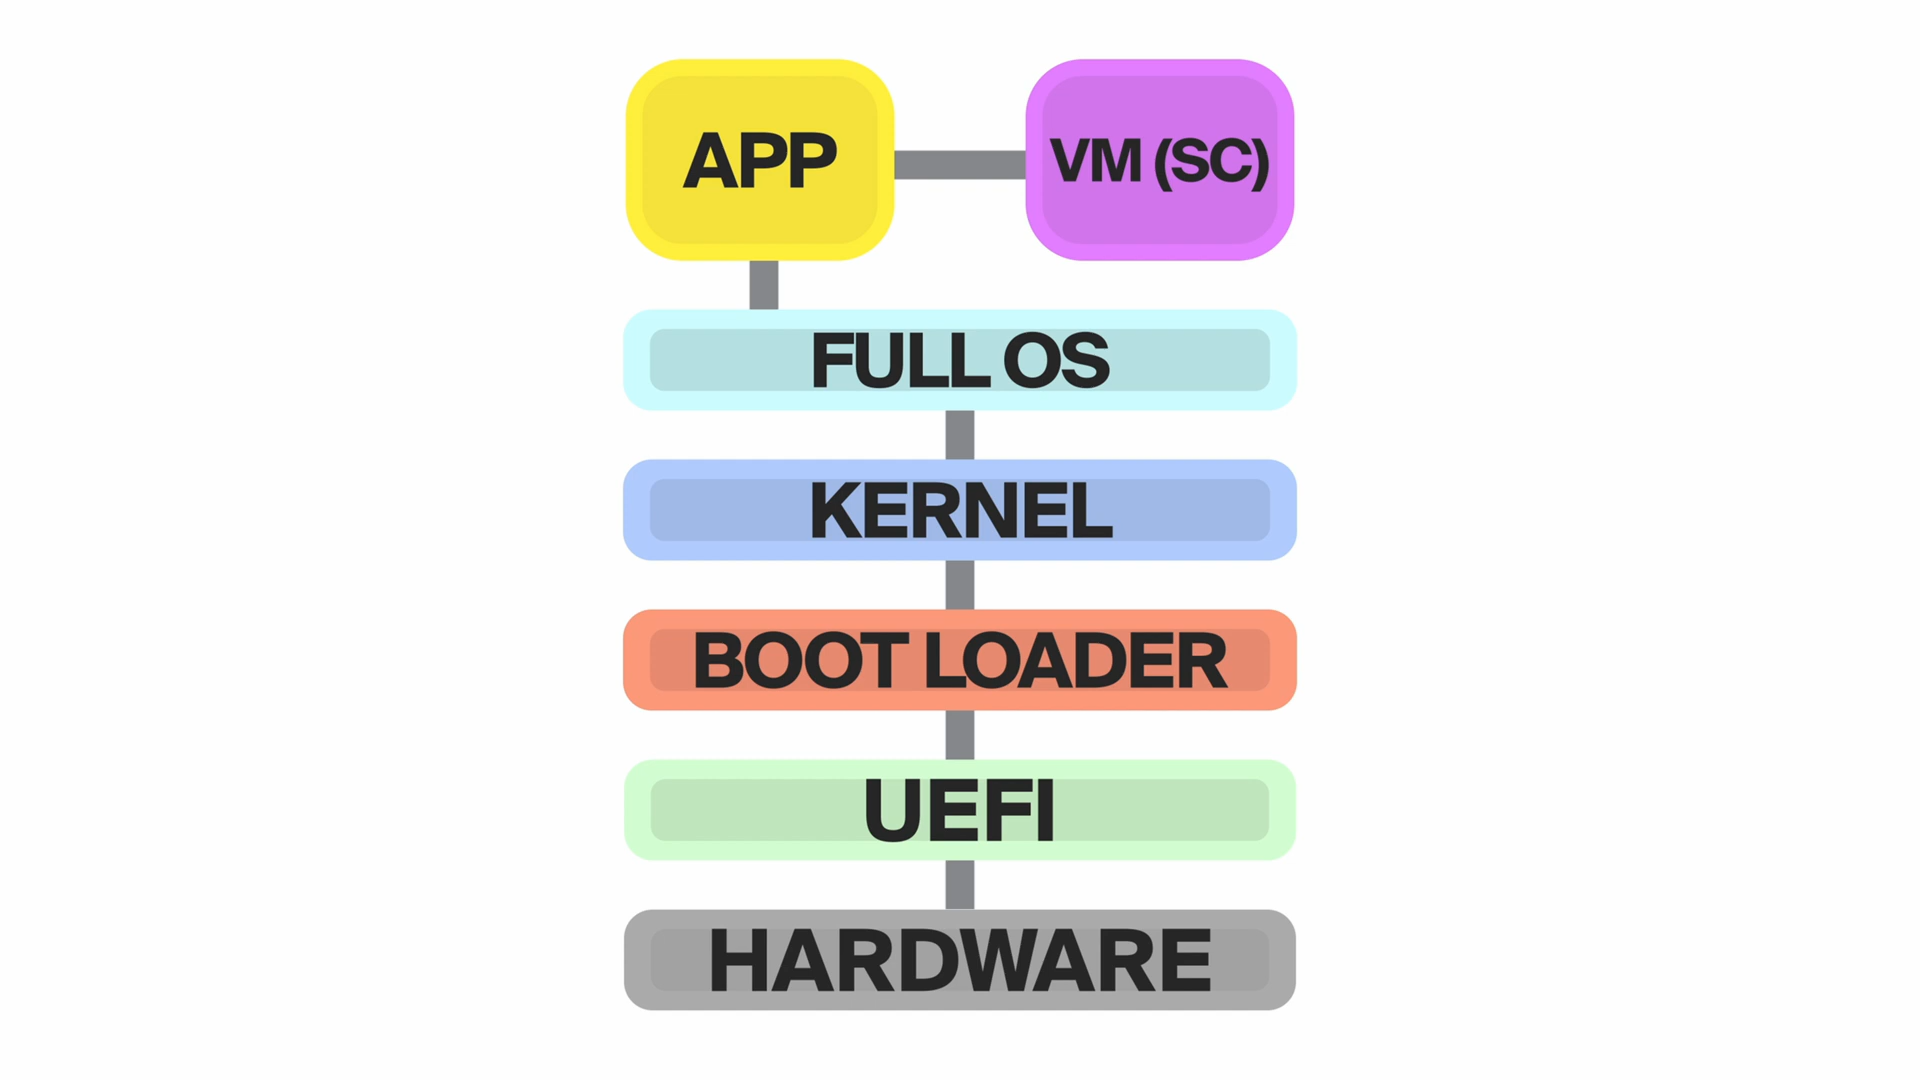 APP
VM (SC)
FULL OS
KERNEL
BOOT LOADER
UEFI
HARDWARE